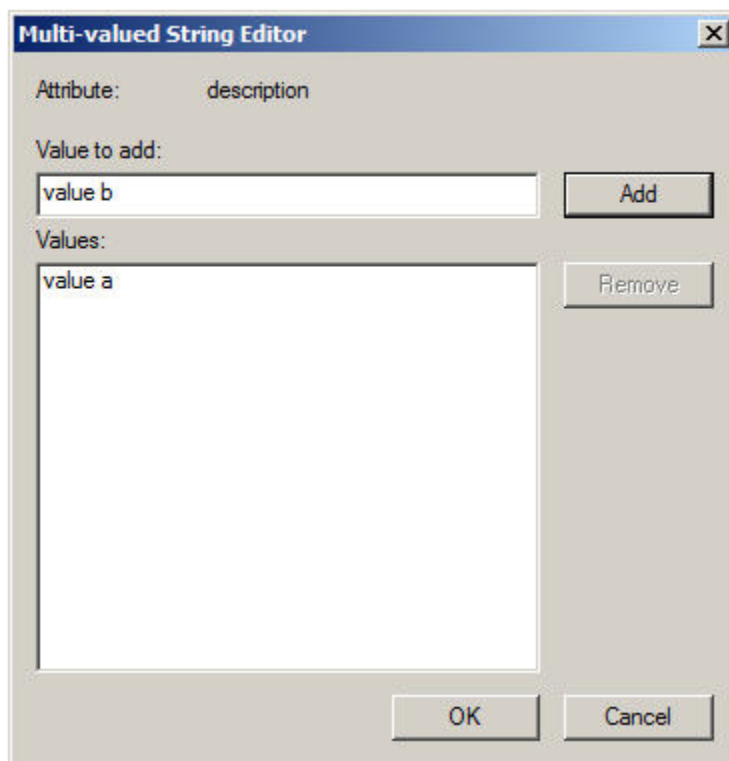 Multi-valued String Editor
Attribute: description
Value to add:
value b
Add
Values:
value a
Remove
OK Cancel